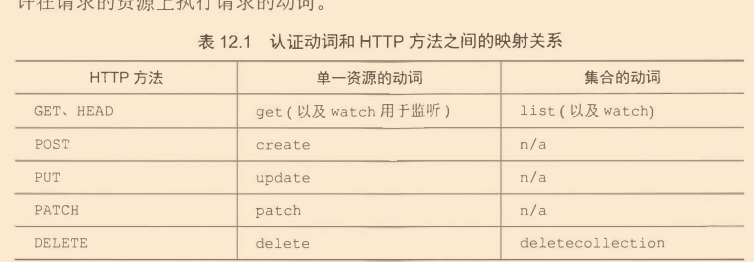 许在请求的资源上执行请求的动词。
表 12.1 认证动词和 HTTP 方法之间的映射关系
HTTP 方法 单一资源的动词 集合的动词
GET、HEAD get(以及 watch 用于监听) list(以及 watch)
POST create n/a
PUT update n/a
PATCH patch n/a
DELETE delete deletecollection